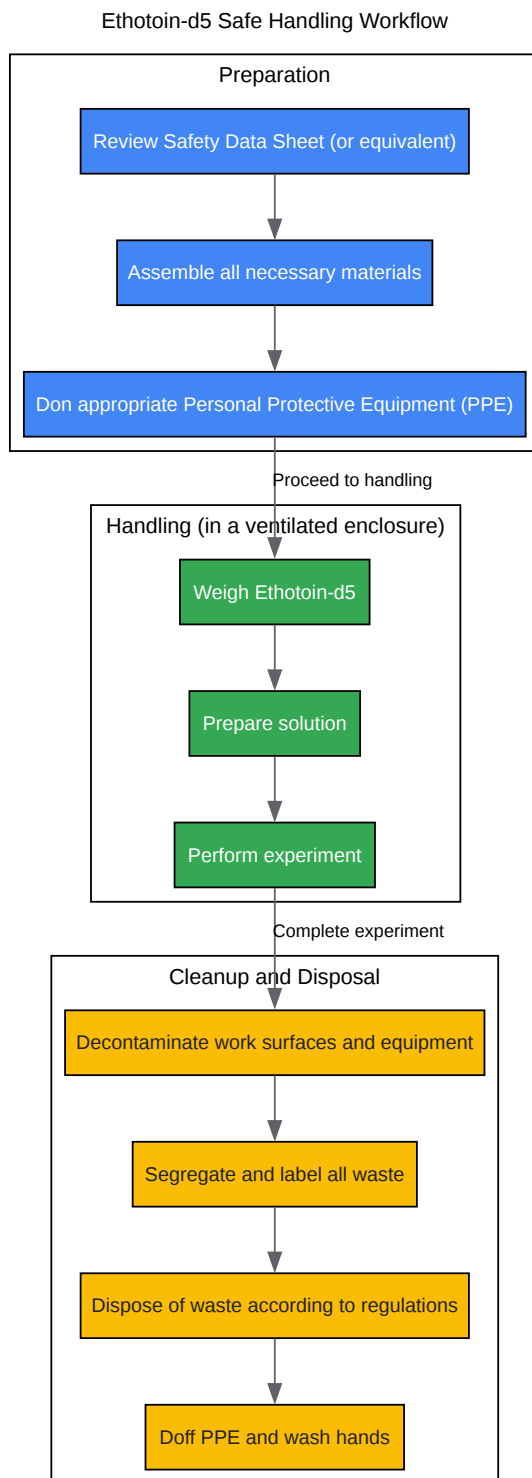 Ethotoin-d5 Safe Handling Workflow
Preparation
Review Safety Data Sheet (or equivalent)
Assemble all necessary materials
Don appropriate Personal Protective Equipment (PPE)
Proceed to handling
Handling (in a ventilated enclosure)
Weigh Ethotoin-d5
Prepare solution
Perform experiment
Complete experiment
Cleanup and Disposal
Decontaminate work surfaces and equipment
Segregate and label all waste
Dispose of waste according to regulations
Doff PPE and wash hands